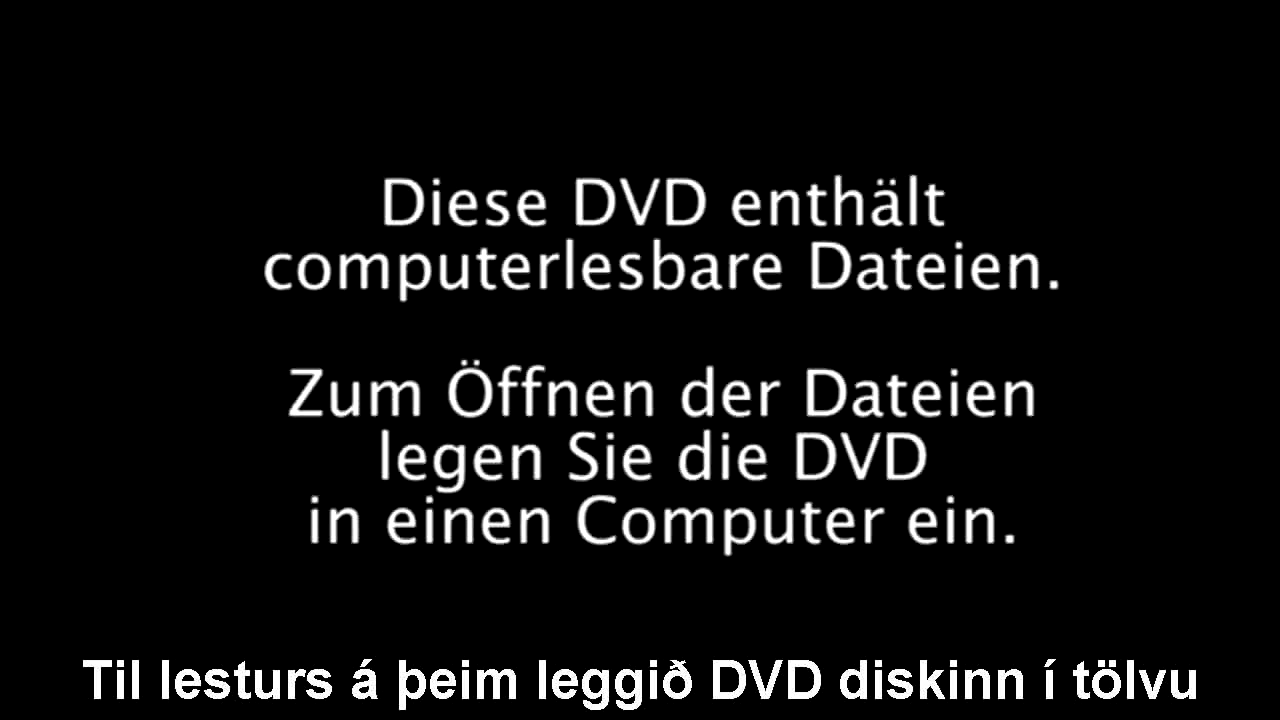 Diese DVD enthält
computerlesbare Dateien.
Zum Öffnen der Dateien
legen Sie die DVD
in einen Computer ein.
Til lesturs á þeim leggið DVD diskinn í tölvu